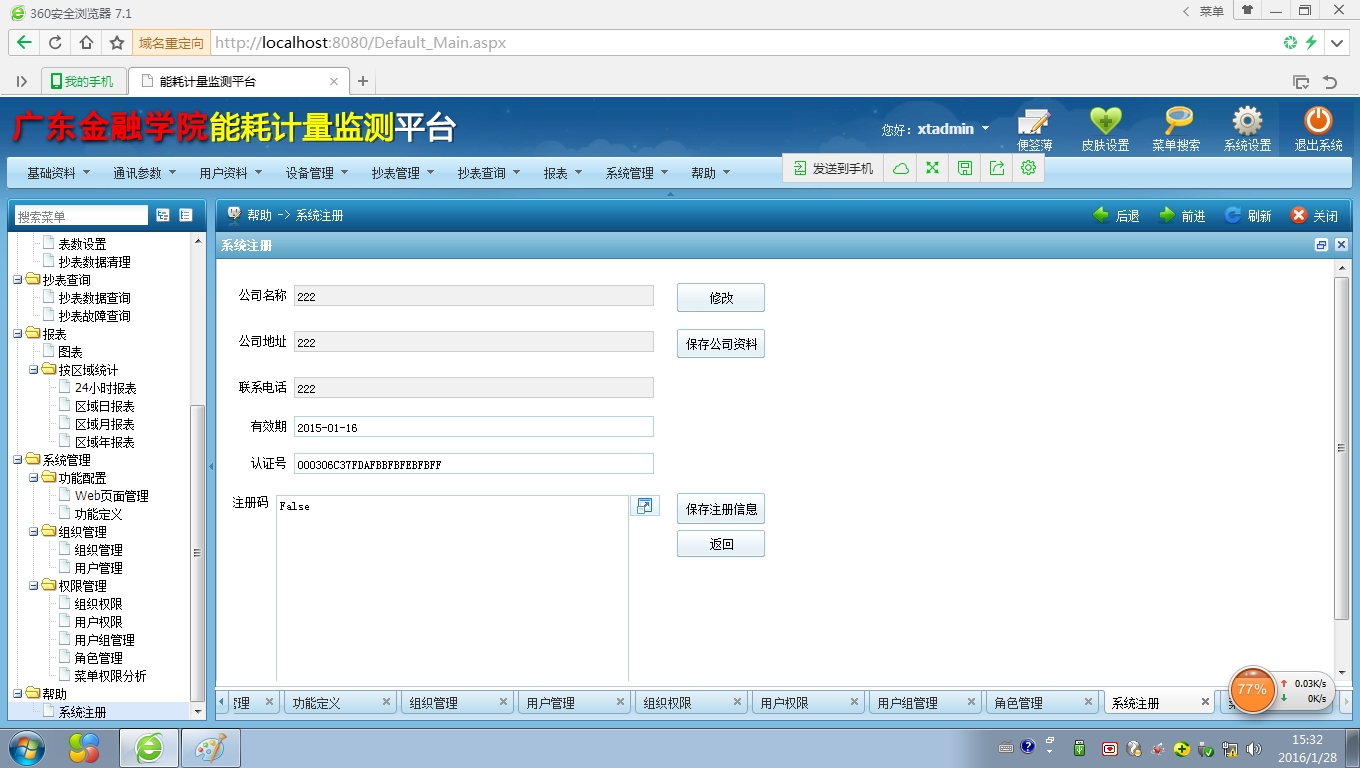 360安全浏览器 7.1
菜单
域名重定向
http://localhost:8080/Default_Main.aspx
我的手机
能耗计量监测平台
广东金融学院能耗计量监测平台
您好：xtadmin
便签薄
皮肤设置
菜单搜索
系统设置
退出系统
基础资料
通讯参数
用户资料
设备管理
抄表管理
抄表查询
报表
系统管理
帮助
发送到手机
搜索菜单
帮助 -> 系统注册
后退
前进
刷新
关闭
表数设置
抄表数据清理
抄表查询
抄表数据查询
抄表故障查询
报表
图表
按区域统计
24小时报表
区域日报表
区域月报表
区域年报表
系统管理
功能配置
Web页面管理
功能定义
组织管理
组织管理
用户管理
权限管理
组织权限
用户权限
用户组管理
角色管理
菜单权限分析
帮助
系统注册
系统注册
公司名称 222
修改
公司地址 222
保存公司资料
联系电话 222
有效期 2015-01-16
认证号 000306C37FDAFBBFBFEBFBFF
注册码 False
保存注册信息
返回
管理
功能定义
组织管理
用户管理
组织权限
用户权限
用户组管理
角色管理
系统注册
77%
0.03K/s
0K/s
15:32
2016/1/28